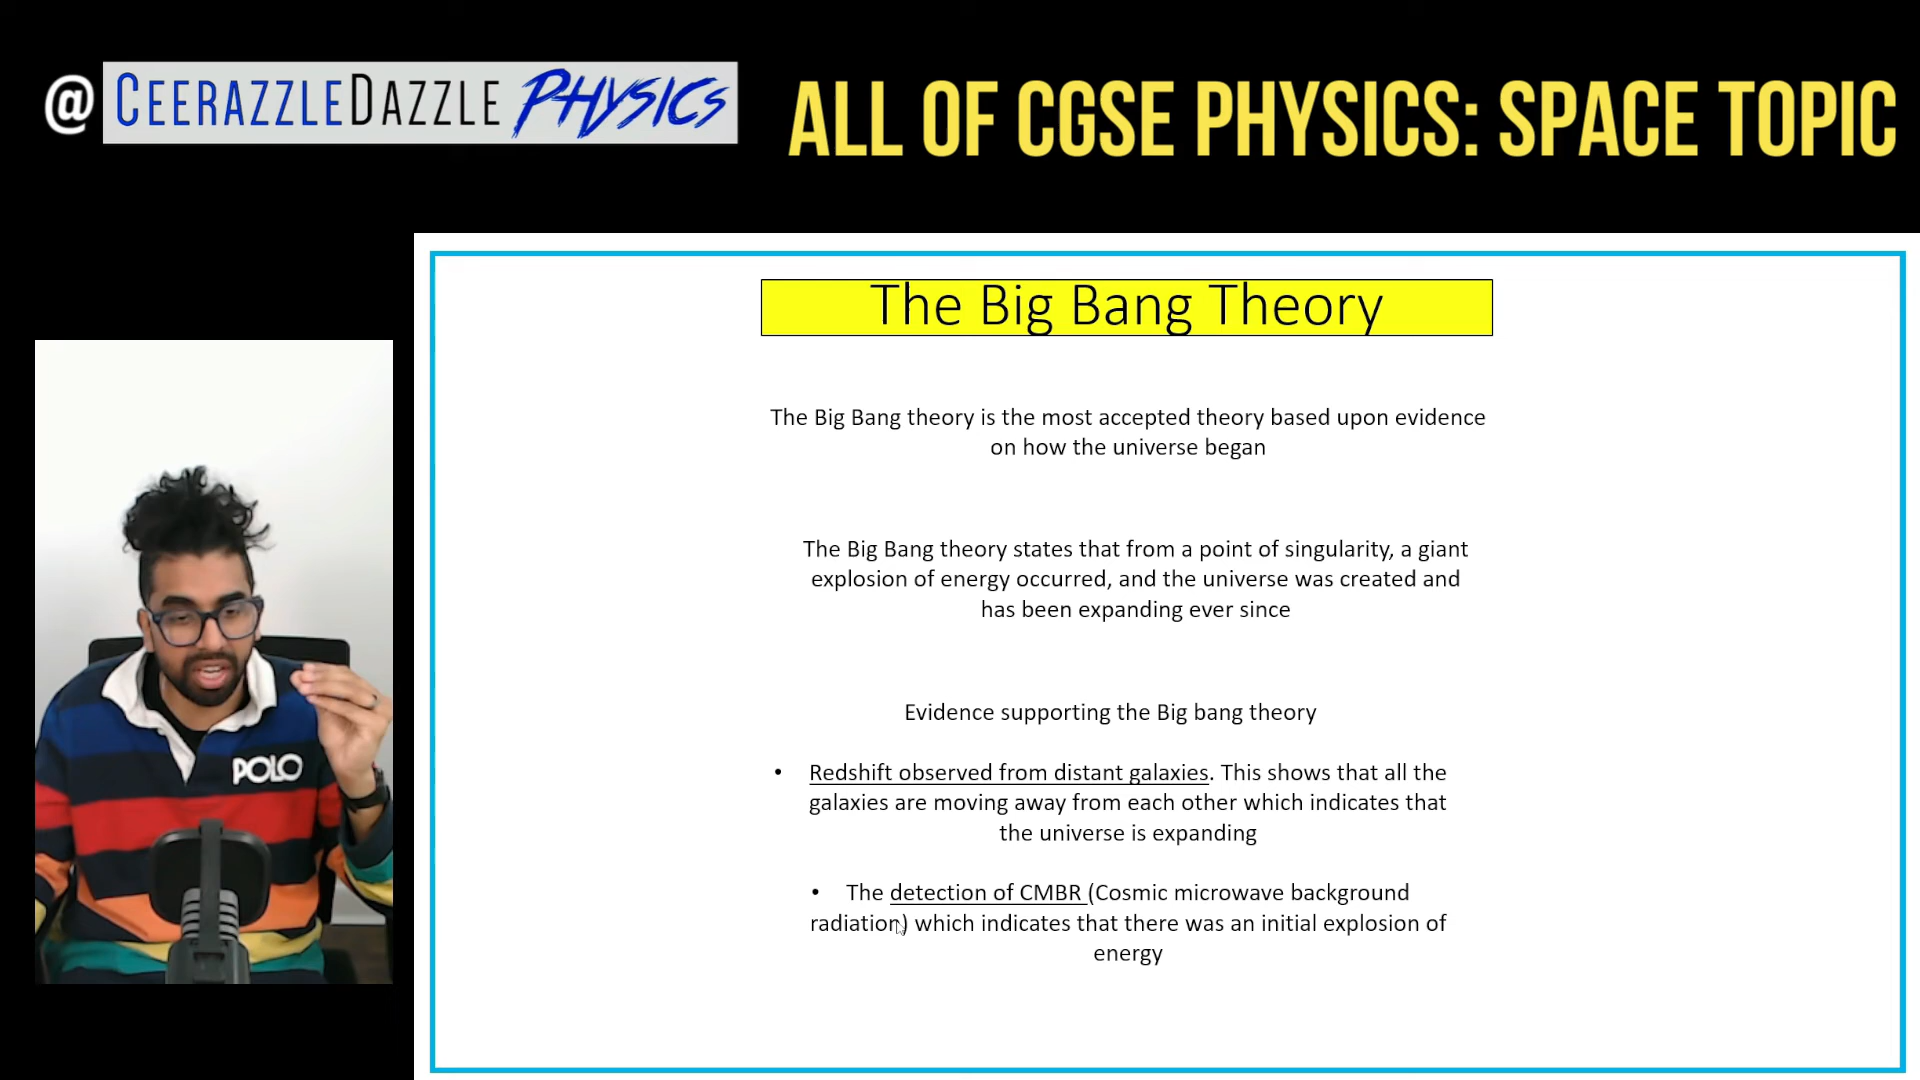 @ CEERAZZLEDAZZLE PHYSICS
ALL OF CGSE PHYSICS: SPACE TOPIC
The Big Bang Theory
The Big Bang theory is the most accepted theory based upon evidence
on how the universe began
The Big Bang theory states that from a point of singularity, a giant
explosion of energy occurred, and the universe was created and
has been expanding ever since
Evidence supporting the Big bang theory
• Redshift observed from distant galaxies. This shows that all the
galaxies are moving away from each other which indicates that
the universe is expanding
• The detection of CMBR (Cosmic microwave background
radiation) which indicates that there was an initial explosion of
energy
POLO